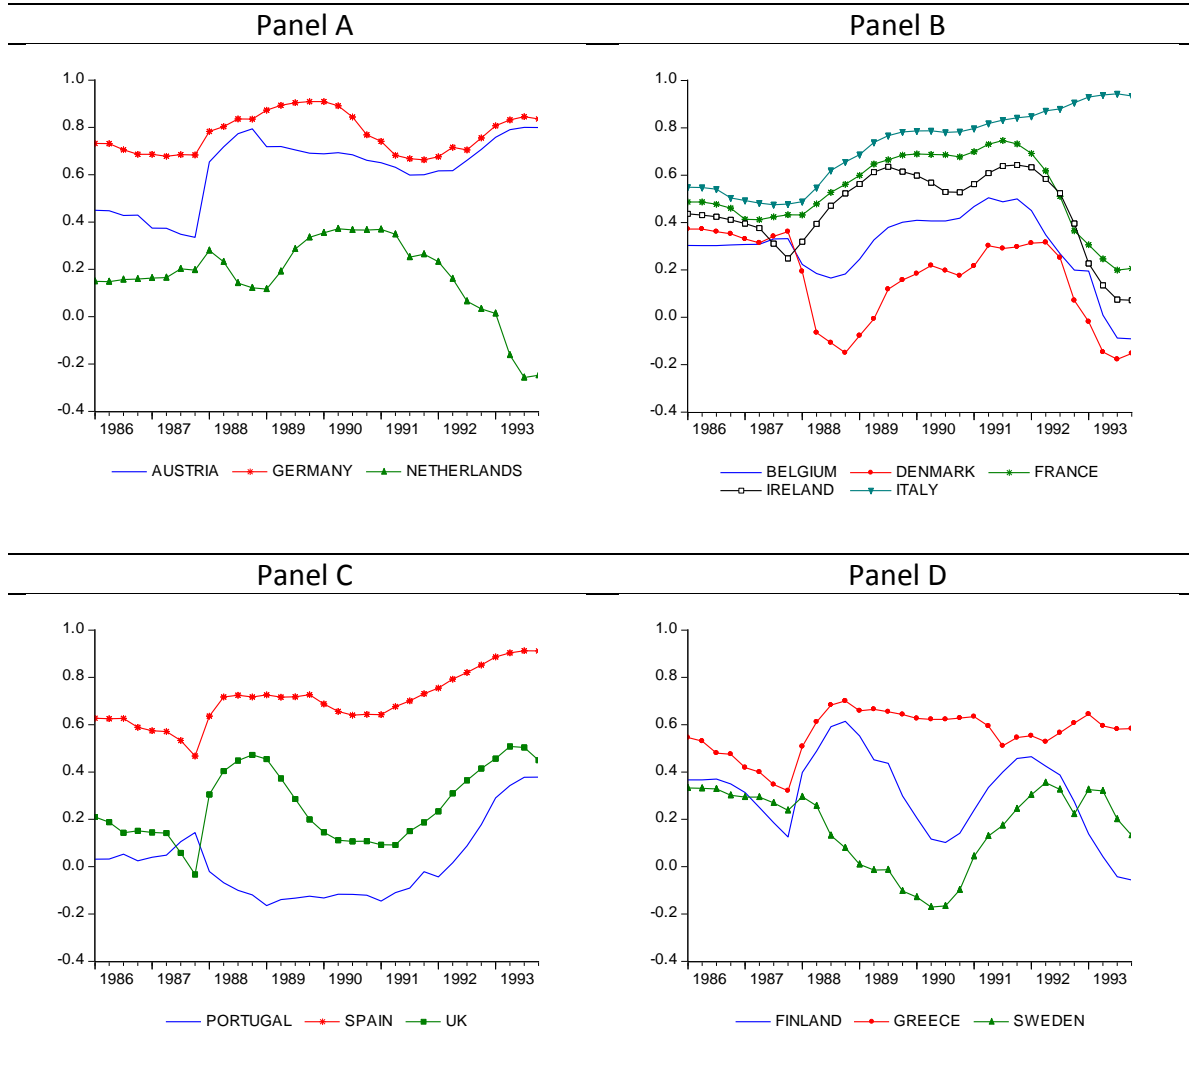 Panel A
Panel B
1.0
0.8
0.6
0.4
0.2
0.0
-0.2
-0.4
1986 1987 1988 1989 1990 1991 1992 1993
AUSTRIA GERMANY NETHERLANDS
1.0
0.8
0.6
0.4
0.2
0.0
-0.2
-0.4
1986 1987 1988 1989 1990 1991 1992 1993
BELGIUM DENMARK FRANCE
IRELAND ITALY
Panel C
Panel D
1.0
0.8
0.6
0.4
0.2
0.0
-0.2
-0.4
1986 1987 1988 1989 1990 1991 1992 1993
PORTUGAL SPAIN UK
1.0
0.8
0.6
0.4
0.2
0.0
-0.2
-0.4
1986 1987 1988 1989 1990 1991 1992 1993
FINLAND GREECE SWEDEN